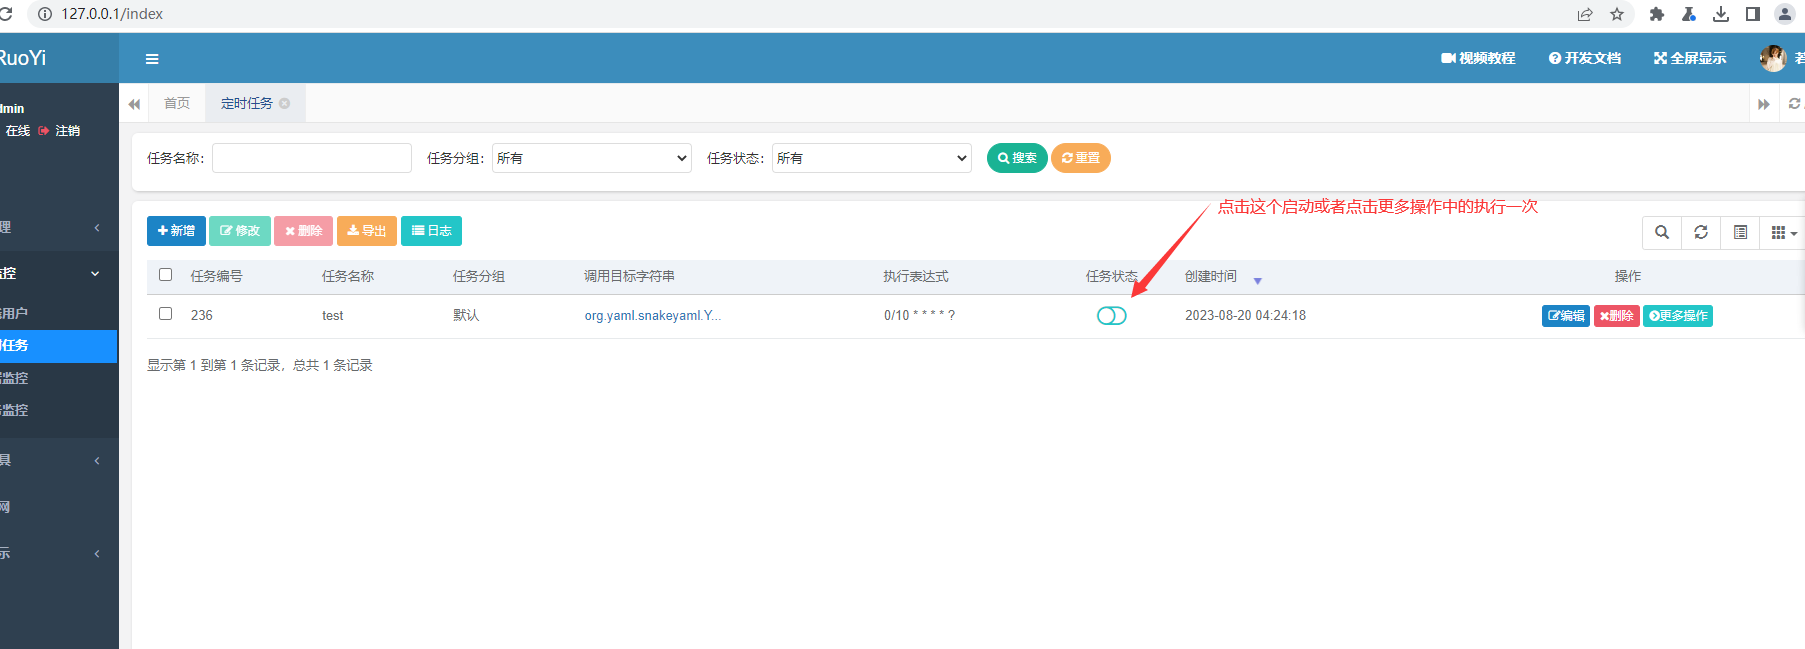 127.0.0.1/index
RuoYi
视频教程 开发文档 全屏显示
首页 定时任务
dmin
在线 注销
任务名称： 任务分组： 所有 任务状态： 所有 搜索 重置
点击这个启动或者点击更多操作中的执行一次
新增 修改 删除 导出 日志
理
监控
任务编号 任务名称 任务分组 调用目标字符串 执行表达式 任务状态 创建时间 操作
236 test 默认 org.yaml.snakeyaml.Y... 0/10 * * * * ? 2023-08-20 04:24:18 编辑 删除 更多操作
用户
任务
显示第 1 到第 1 条记录，总共 1 条记录
监控
监控
具
网
示